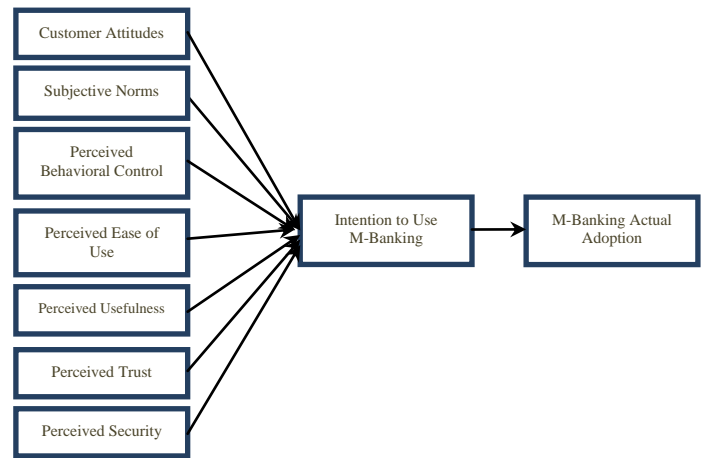 Customer Attitudes
Subjective Norms
Perceived
Behavioral Control
Perceived Ease of
Use
Perceived Usefulness
Perceived Trust
Perceived Security
Intention to Use
M-Banking
M-Banking Actual
Adoption